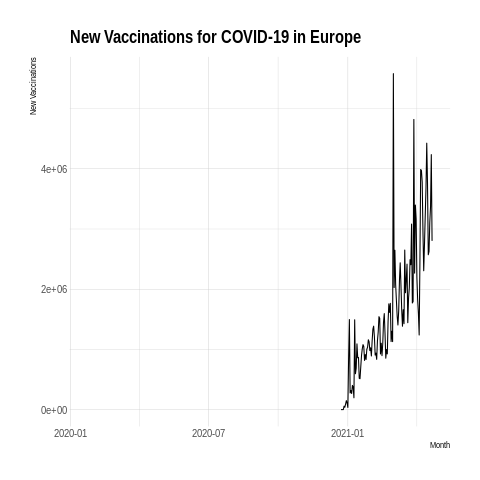 New Vaccinations for COVID-19 in Europe
New Vaccinations
4e+06
2e+06
0e+00
2020-01
2020-07
2021-01
Month